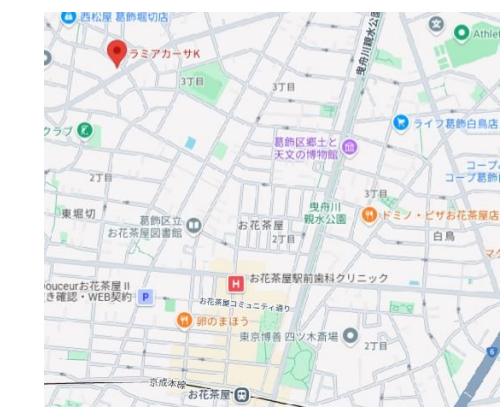 西松屋 葛飾堀切店
曳舟川親水公
Athle
ラミアカーサK
3丁目
3丁目
ライフ葛飾白鳥店
クラブ
葛飾区郷土と
天文の博物館
コープ
コープ葛飾
2丁目
3丁目
東堀切
葛飾区立
お花茶屋図書館
お花茶屋
2丁目
曳舟川
親水公園
ドミノ・ピザお花茶屋店
白鳥
マク
ouceurお花茶屋 II
き確認・WEB契約
P
H
お花茶屋駅前歯科クリニック
お花茶屋コミュニティ通り
卵のまほう
東京博善 四ツ木斎場
2丁目
6
京成本線
お花茶屋